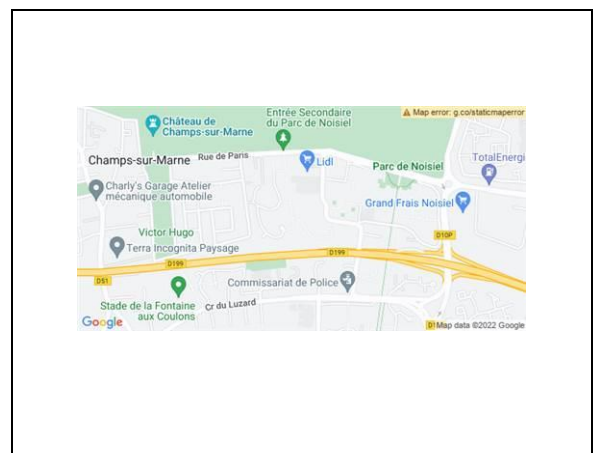 Entrée Secondaire
du Parc de Noisiel
Map error: g.co/staticmaperror
Château de
Champs-sur-Marne
Champs-sur-Marne
Rue de Paris
Lidl
Parc de Noisiel
TotalEnergi
Charly's Garage Atelier
mécanique automobile
Grand Frais Noisiel
Victor Hugo
Terra Incognita Paysage
D10P
D199
D199
D51
Commissariat de Police
Stade de la Fontaine
aux Coulons
Cr du Luzard
Google
D1
Map data ©2022 Google